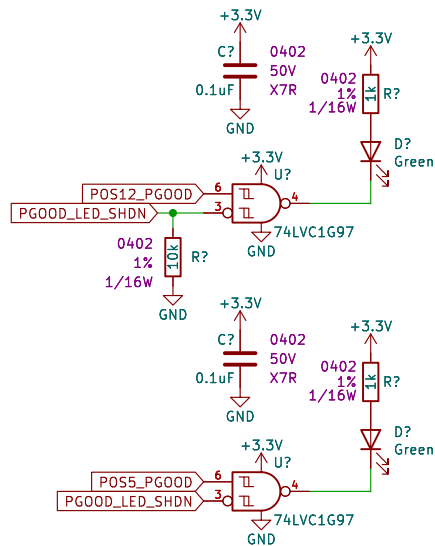 +3.3V
C? 0402
50V
0.1uF X7R
GND
+3.3V
0402
1%
1/16W
1k
R?
D?
Green
+3.3V
U?
POS12_PGOOD 6
PGOOD_LED_SHDN 3
4
74LVC1G97
GND
0402
1%
1/16W
10k
R?
GND
+3.3V
C? 0402
50V
0.1uF X7R
GND
+3.3V
0402
1%
1/16W
1k
R?
D?
Green
+3.3V
U?
POS5_PGOOD 6
PGOOD_LED_SHDN 3
4
74LVC1G97
GND